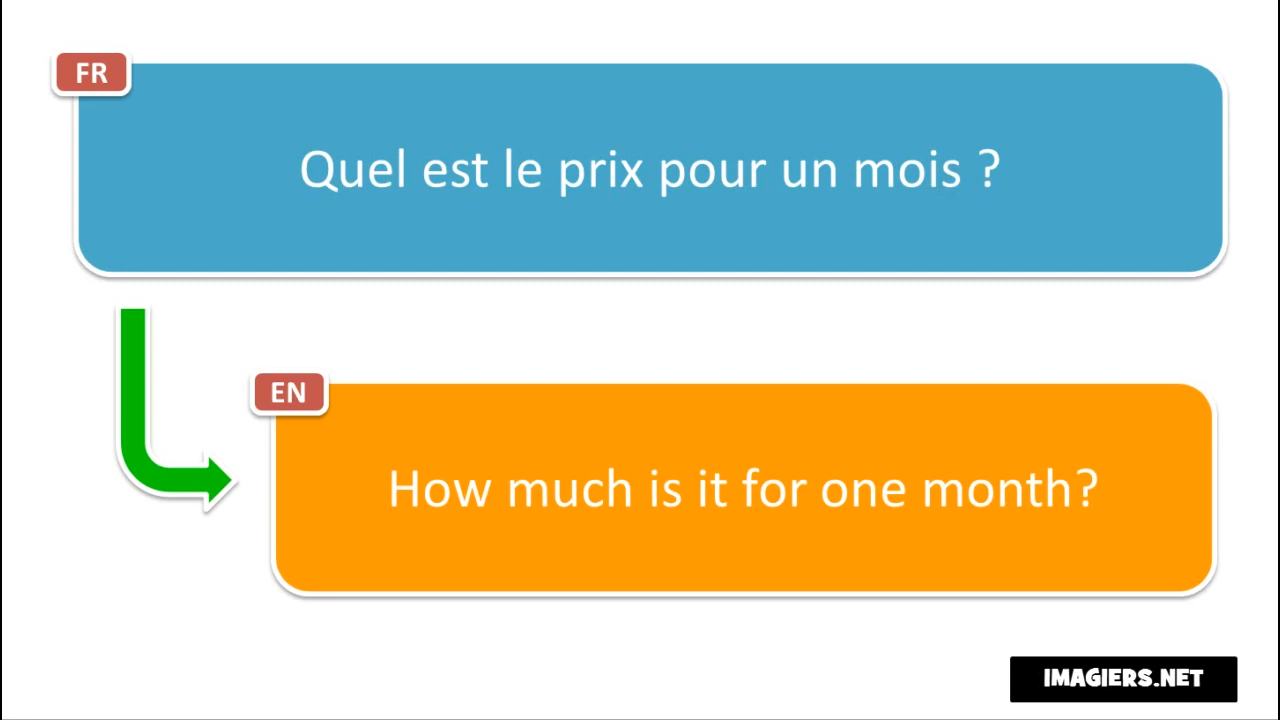 FR
Quel est le prix pour un mois ?
EN
How much is it for one month?
IMAGIERS.NET